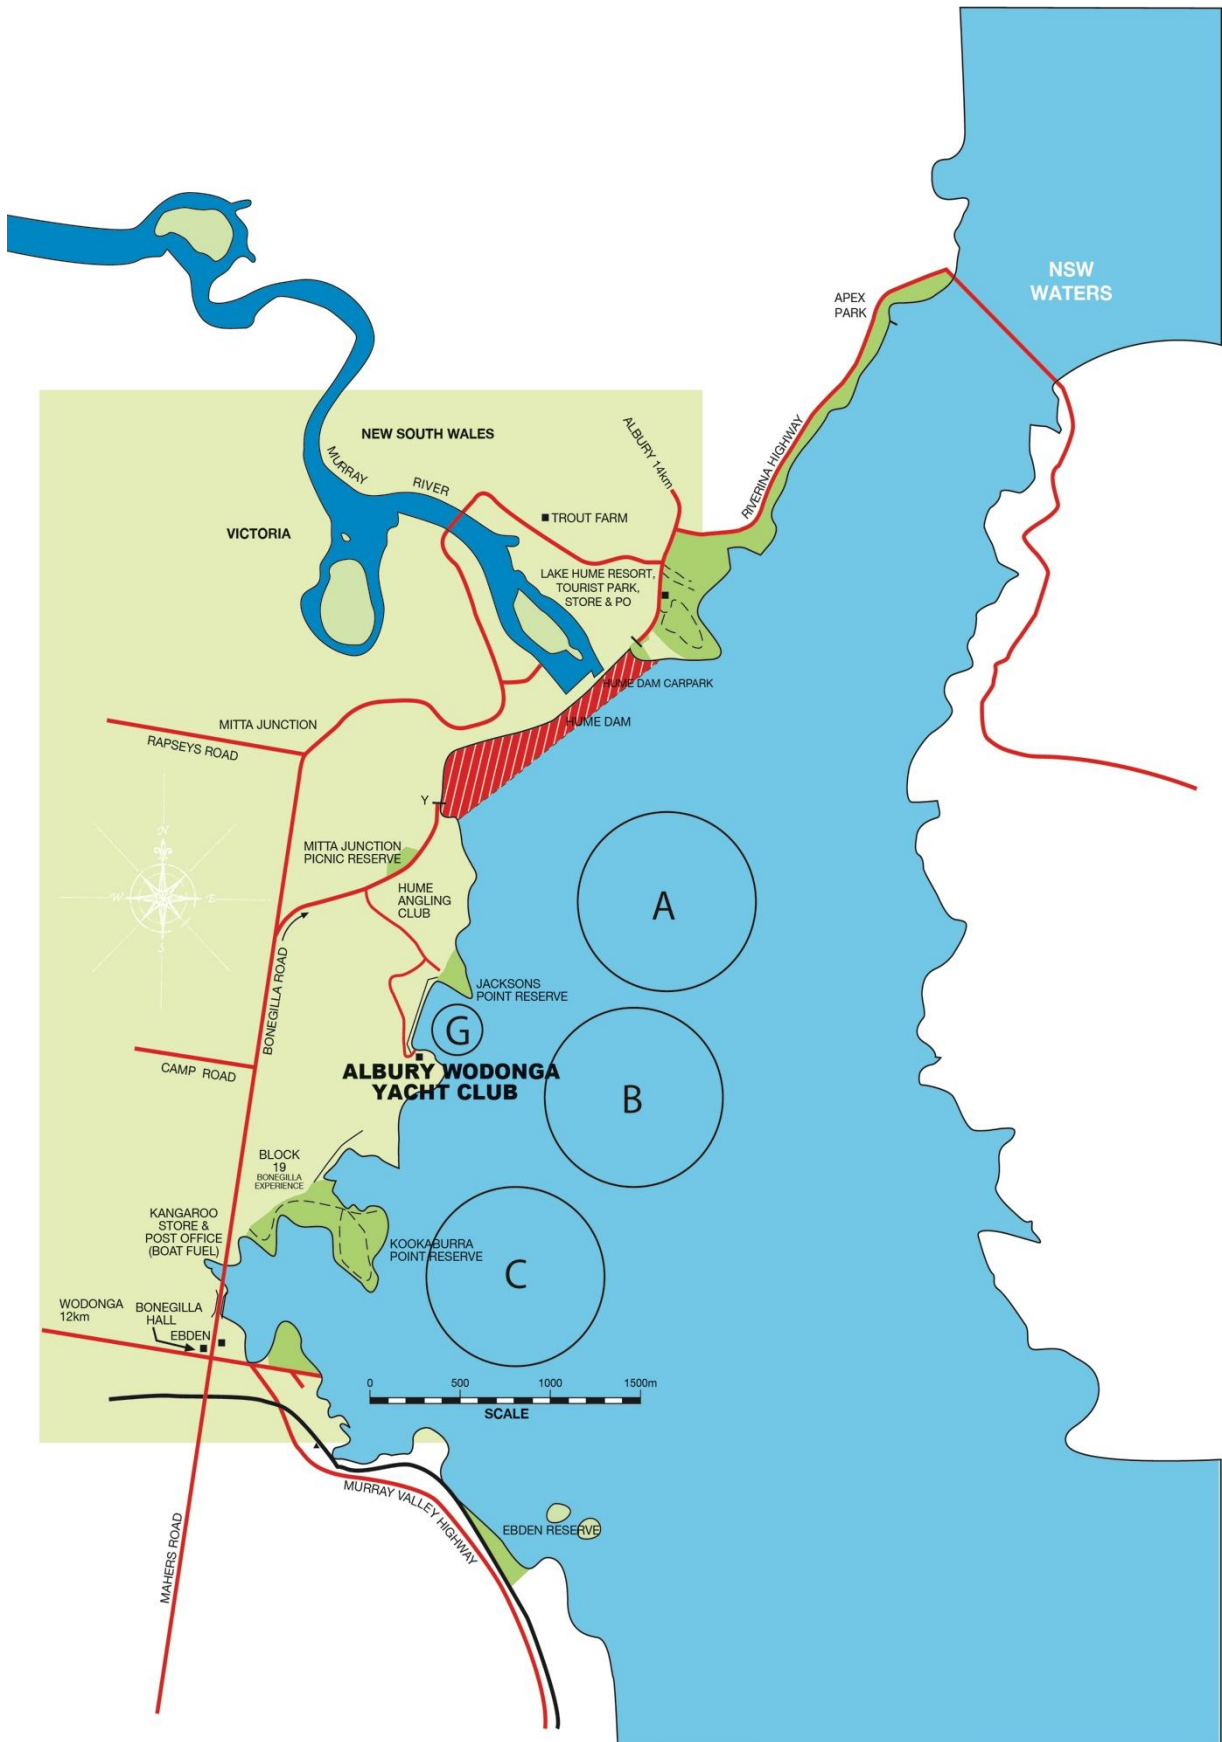 NSW
WATERS
APEX
PARK
RIVERINA HIGHWAY
ALBURY 14km
NEW SOUTH WALES
MURRAY
RIVER
TROUT FARM
VICTORIA
LAKE HUME RESORT,
TOURIST PARK,
STORE & PO
HUME DAM CARPARK
HUME DAM
MITTA JUNCTION
RAPSEYS ROAD
Y
N
W
E
S
MITTA JUNCTION
PICNIC RESERVE
HUME
ANGLING
CLUB
A
BONEGILLA ROAD
JACKSONS
POINT RESERVE
G
CAMP ROAD
ALBURY WODONGA
YACHT CLUB
B
BLOCK
19
BONEGILLA
EXPERIENCE
KANGAROO
STORE &
POST OFFICE
(BOAT FUEL)
KOOKABURRA
POINT RESERVE
C
WODONGA
12km
BONEGILLA
HALL
EBDEN
0 500 1000 1500m
SCALE
MURRAY VALLEY HIGHWAY
EBDEN RESERVE
MAHERS ROAD